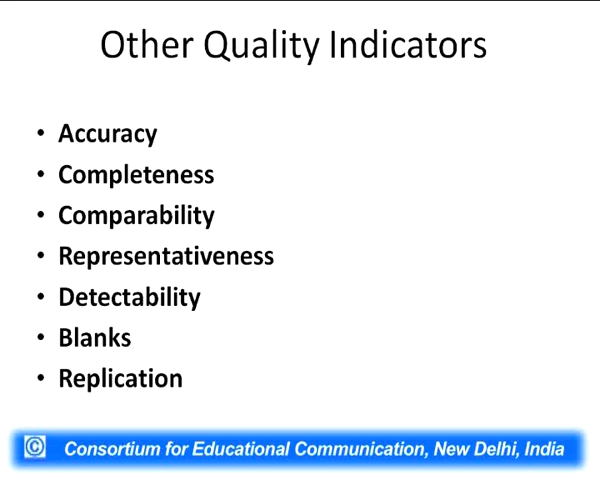 Other Quality Indicators
• Accuracy
• Completeness
• Comparability
• Representativeness
• Detectability
• Blanks
• Replication
© Consortium for Educational Communication, New Delhi, India